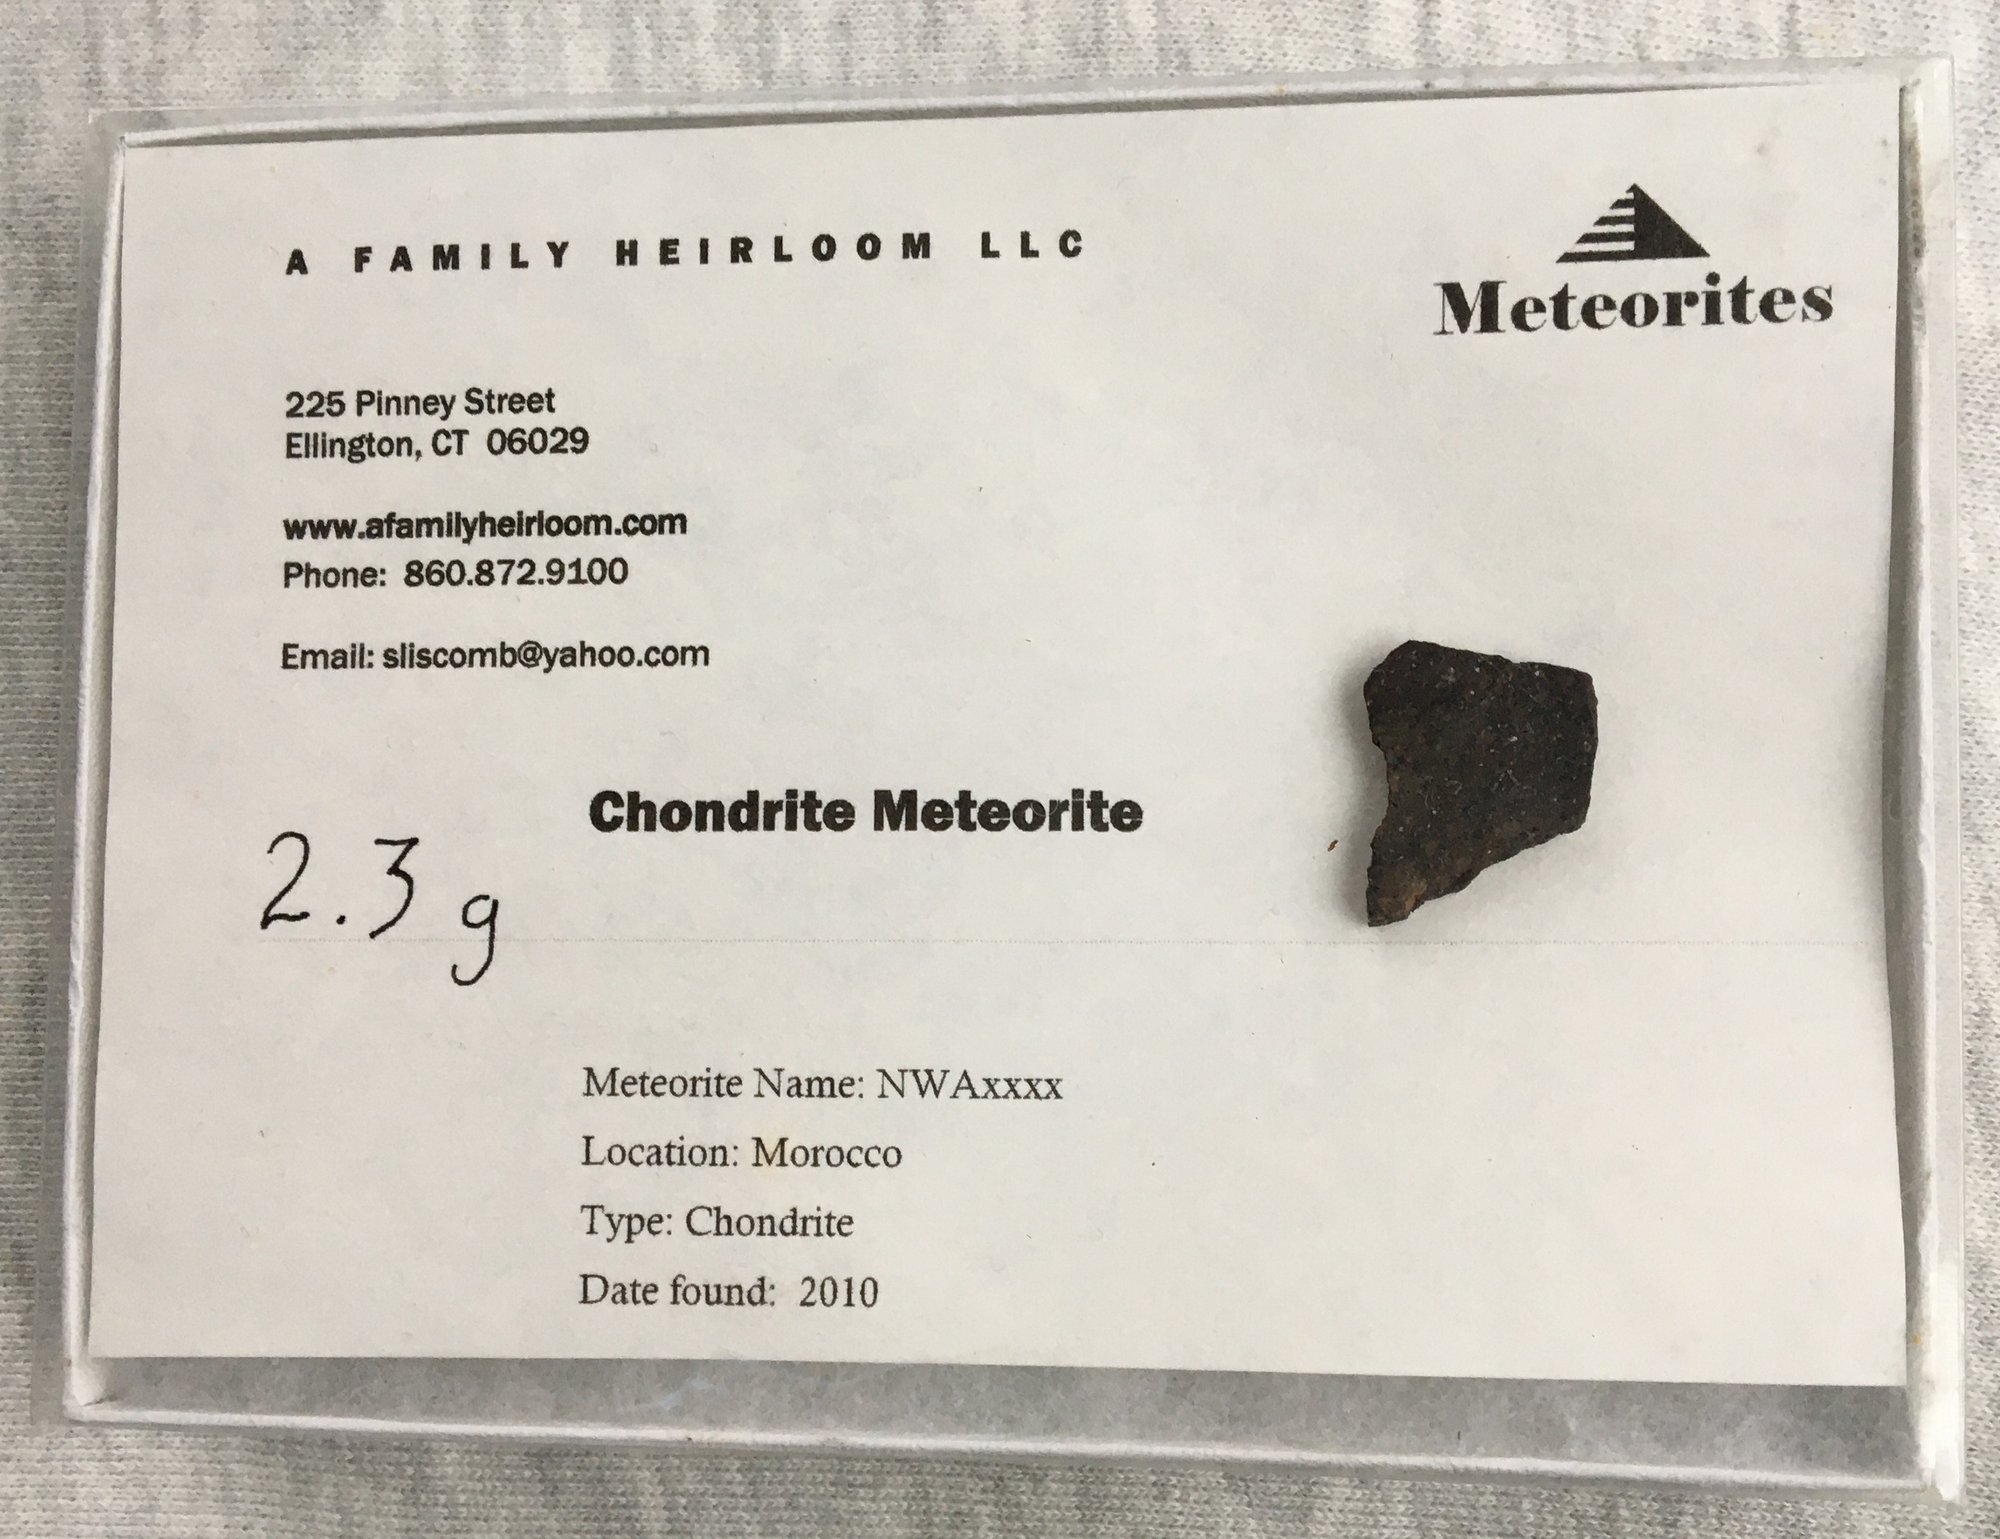 A FAMILY HEIRLOOM LLC
Meteorites
225 Pinney Street
Ellington, CT 06029
www.afamilyheirloom.com
Phone: 860.872.9100
Email: sliscomb@yahoo.com
Chondrite Meteorite
2.3 g
Meteorite Name: NWAxxxx
Location: Morocco
Type: Chondrite
Date found: 2010